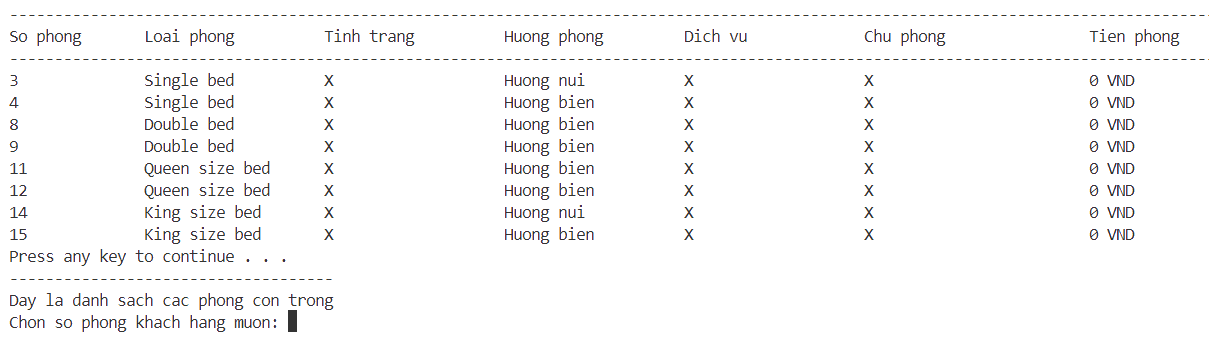 So phong Loai phong Tinh trang Huong phong Dich vu Chu phong Tien phong
3 Single bed X Huong nui X X 0 VND
4 Single bed X Huong bien X X 0 VND
8 Double bed X Huong bien X X 0 VND
9 Double bed X Huong bien X X 0 VND
11 Queen size bed X Huong bien X X 0 VND
12 Queen size bed X Huong bien X X 0 VND
14 King size bed X Huong nui X X 0 VND
15 King size bed X Huong bien X X 0 VND
Press any key to continue . . .
------------------------------------
Day la danh sach cac phong con trong
Chon so phong khach hang muon: